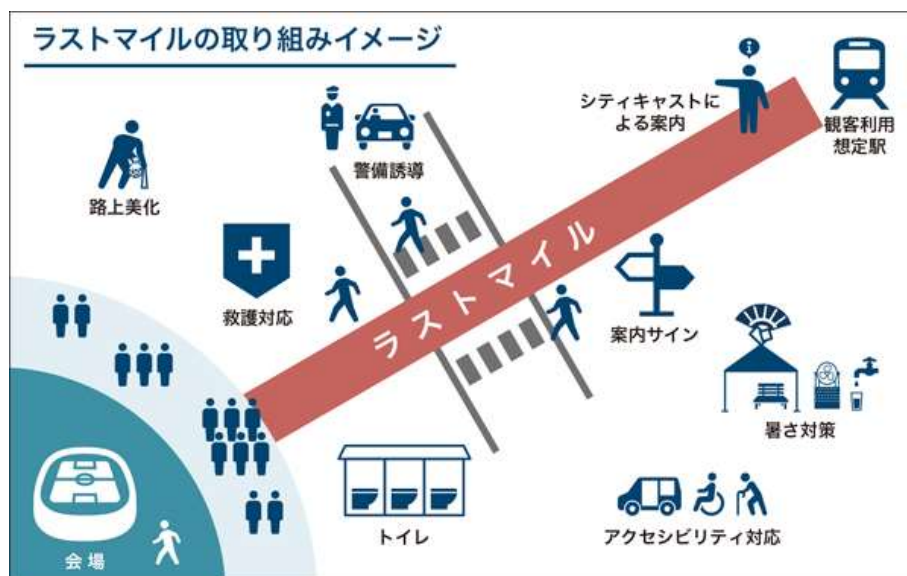 ラストマイルの取り組みイメージ
シティキャストに
よる案内
観客利用
想定駅
警備誘導
路上美化
救護対応
ラストマイル
案内サイン
暑さ対策
トイレ
アクセシビリティ対応
会場